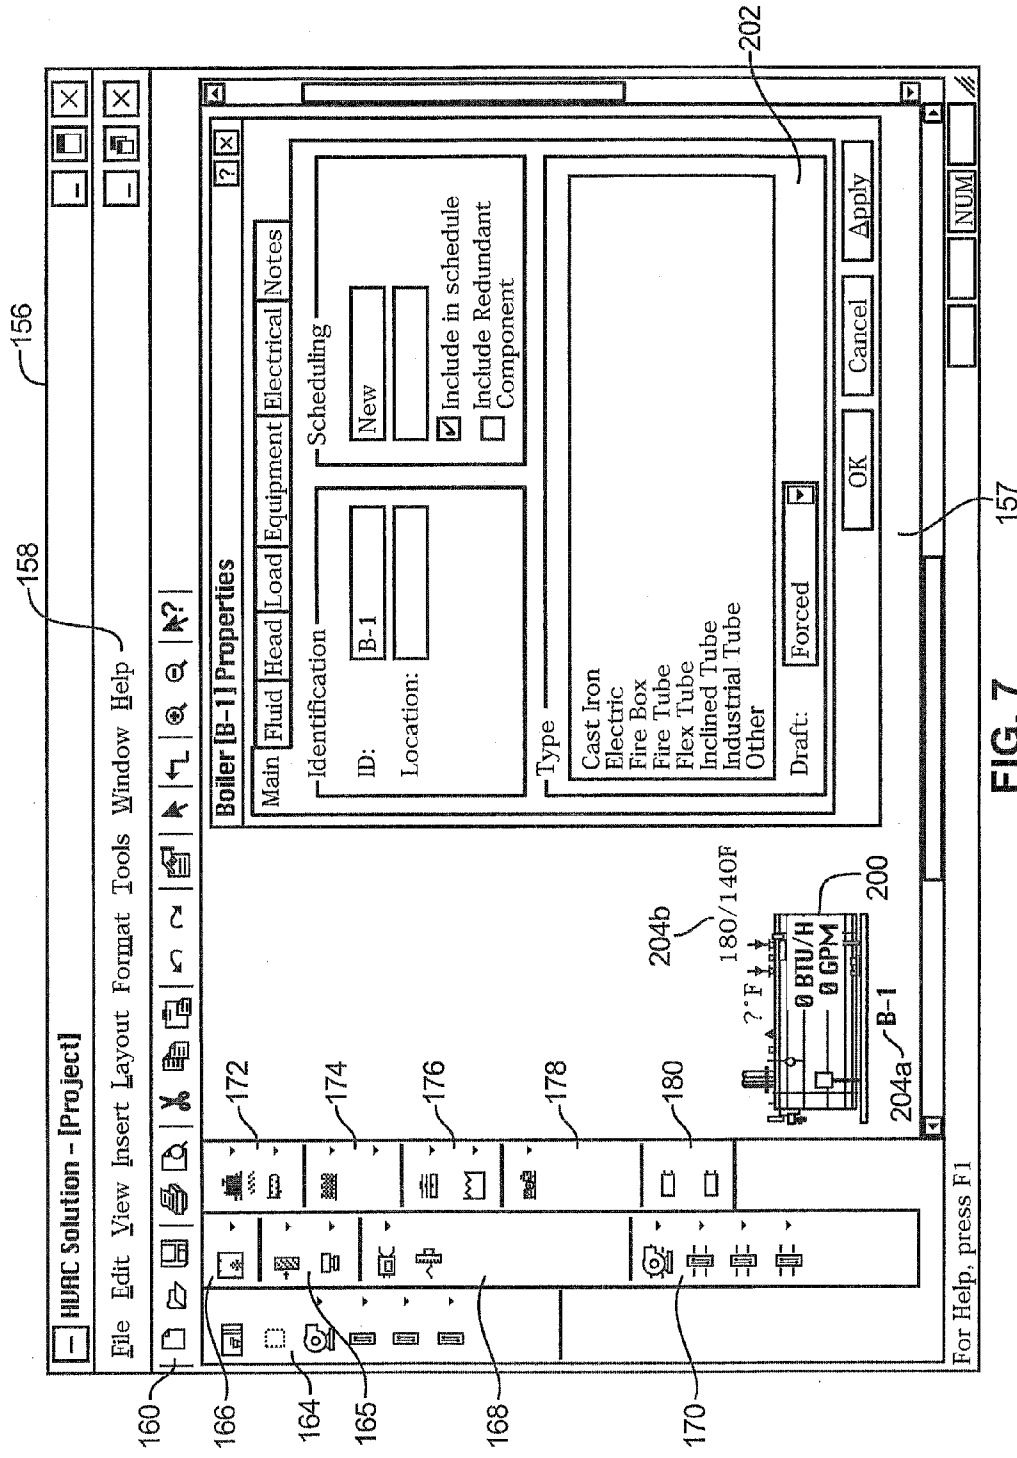 156
158
HVAC Solution - [Project]
File Edit View Insert Layout Format Tools Window Help
160
166
164
165
168
170
172
174
176
178
180
Boiler [B-1] Properties
Main Fluid Head Load Equipment Electrical Notes
Identification
ID: B-1
Location:
Scheduling
New
Include in schedule
Include Redundant
Component
Type
Cast Iron
Electric
Fire Box
Fire Tube
Flex Tube
Inclined Tube
Industrial Tube
Other
Draft: Forced
202
OK Cancel Apply
204b
180/140F
?°F
0 BTU/H
0 GPM
200
B-1
204a
157
For Help, press F1
NUM
FIG. 7